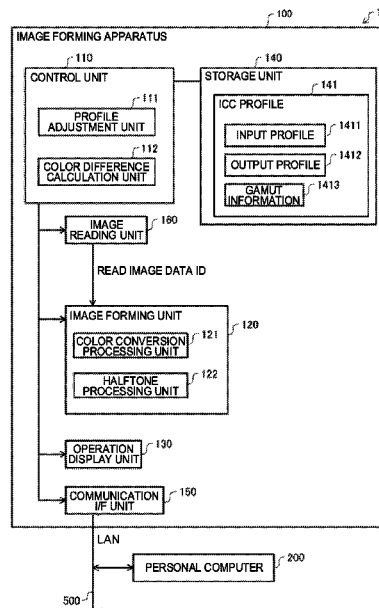 100
1
IMAGE FORMING APPARATUS
110
CONTROL UNIT
111
PROFILE
ADJUSTMENT UNIT
112
COLOR DIFFERENCE
CALCULATION UNIT
140
STORAGE UNIT
141
ICC PROFILE
INPUT PROFILE
1411
OUTPUT PROFILE
1412
GAMUT
INFORMATION
1413
IMAGE
READING UNIT
160
READ IMAGE DATA ID
IMAGE FORMING UNIT
120
COLOR CONVERSION
PROCESSING UNIT
121
HALFTONE
PROCESSING UNIT
122
OPERATION
DISPLAY UNIT
130
COMMUNICATION
I/F UNIT
150
LAN
200
PERSONAL COMPUTER
500